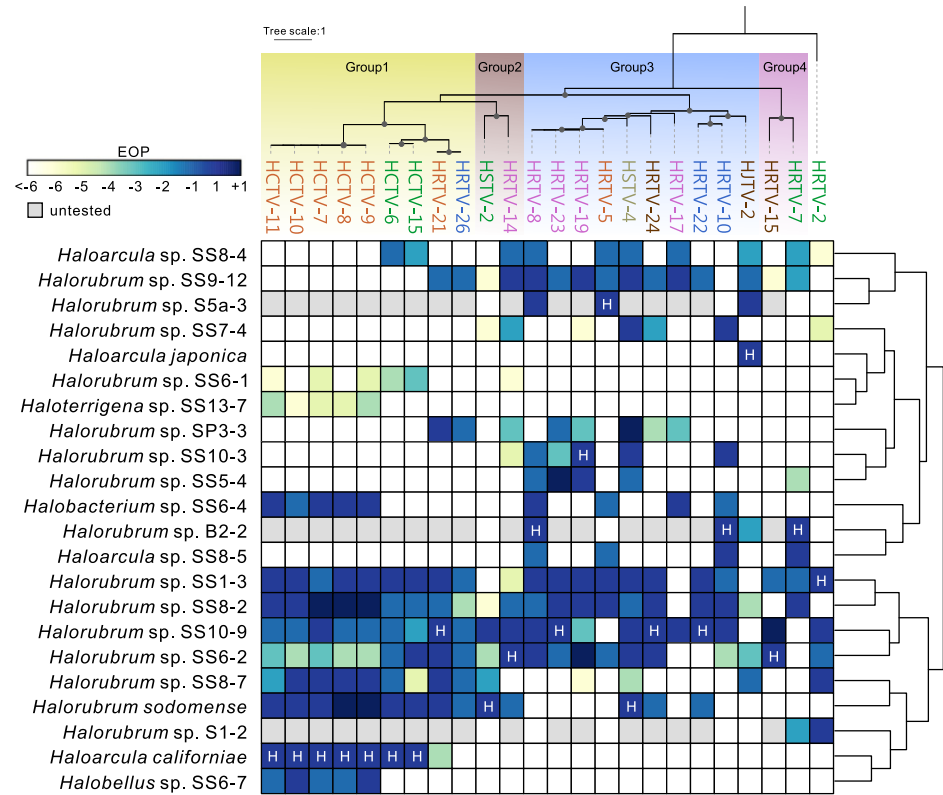 Tree scale:1
Group1 Group2 Group3 Group4
EOP
<-6 -5 -3 -2 -1 1 +1
untested
HCTV-11 HCTV-10 HCTV-7 HCTV-8 HCTV-9 HCTV-6 HCTV-15 HRTV-21 HRTV-26 HSTV-2 HRTV-14 HRTV-8 HRTV-23 HRTV-19 HRTV-5 HSTV-4 HRTV-24 HRTV-17 HRTV-22 HRTV-10 HJTV-2 HRTV-15 HRTV-7 HRTV-2
Haloarcula sp. SS8-4
Halorubrum sp. SS9-12
Halorubrum sp. S5a-3 H
Halorubrum sp. SS7-4
Haloarcula japonica H
Halorubrum sp. SS6-1
Haloterrigena sp. SS13-7
Halorubrum sp. SP3-3
Halorubrum sp. SS10-3 H
Halorubrum sp. SS5-4
Halobacterium sp. SS6-4
Halorubrum sp. B2-2 H H H
Haloarcula sp. SS8-5
Halorubrum sp. SS1-3 H
Halorubrum sp. SS8-2
Halorubrum sp. SS10-9 H H H H
Halorubrum sp. SS6-2 H H
Halorubrum sp. SS8-7
Halorubrum sodomense H H
Halorubrum sp. S1-2
Haloarcula californiae H H H H H H H
Halobellus sp. SS6-7